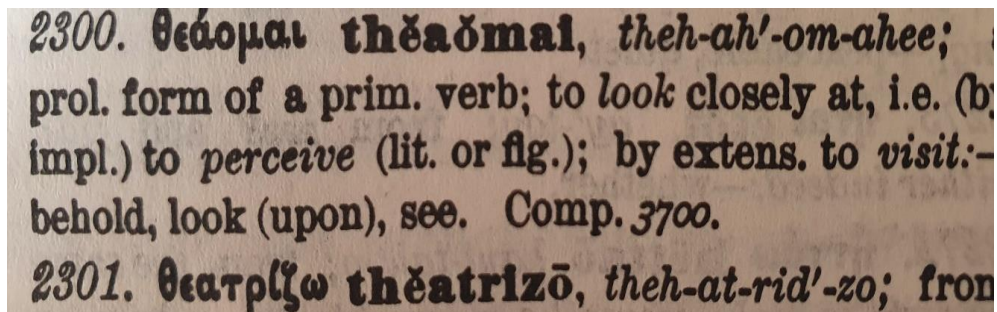 2300. θεάομαι thĕaŏmai, theh-ah'-om-ahee;
prol. form of a prim. verb; to look closely at, i.e. (by
impl.) to perceive (lit. or fig.); by extens. to visit:—
behold, look (upon), see. Comp. 3700.
2301. θεατρίζω thĕatrizō, theh-at-rid'-zo; from